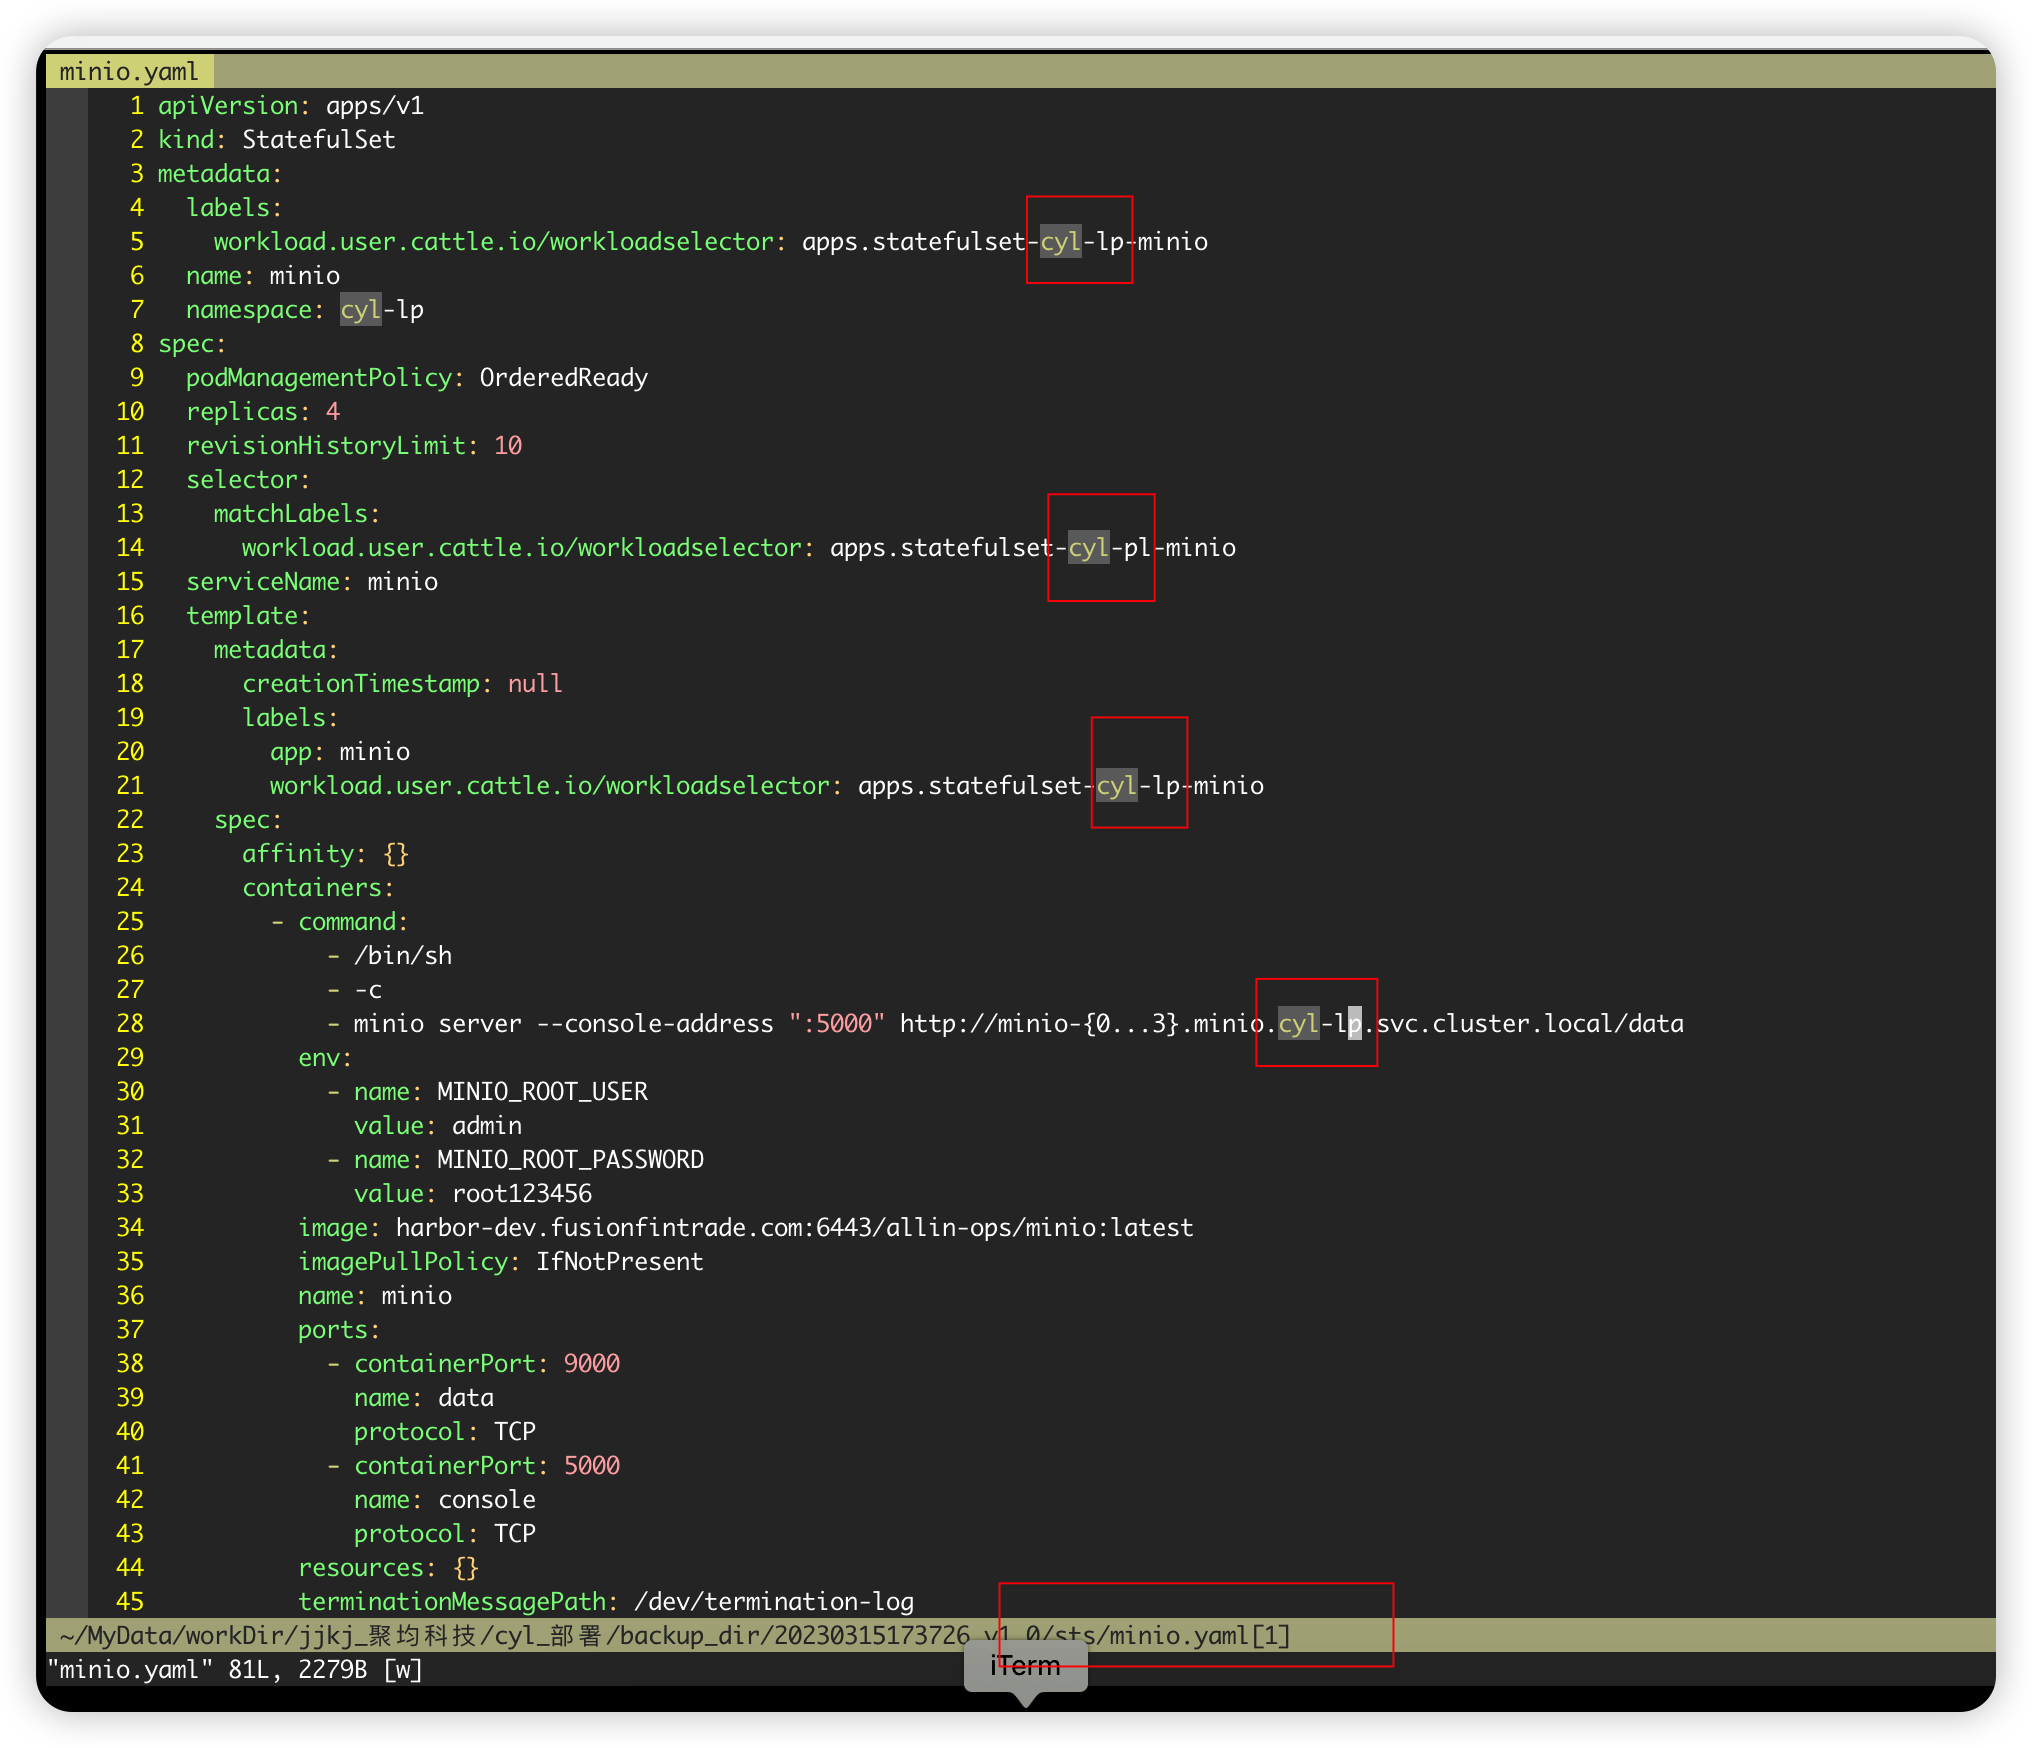 minio.yaml
1 apiVersion: apps/v1
2 kind: StatefulSet
3 metadata:
4   labels:
5     workload.user.cattle.io/workloadselector: apps.statefulset-cyl-lp-minio
6   name: minio
7   namespace: cyl-lp
8 spec:
9   podManagementPolicy: OrderedReady
10   replicas: 4
11   revisionHistoryLimit: 10
12   selector:
13     matchLabels:
14       workload.user.cattle.io/workloadselector: apps.statefulset-cyl-pl-minio
15   serviceName: minio
16   template:
17     metadata:
18       creationTimestamp: null
19       labels:
20         app: minio
21         workload.user.cattle.io/workloadselector: apps.statefulset-cyl-lp-minio
22     spec:
23       affinity: {}
24       containers:
25         - command:
26             - /bin/sh
27             - -c
28             - minio server --console-address ":5000" http://minio-{0...3}.minio.cyl-lp.svc.cluster.local/data
29           env:
30             - name: MINIO_ROOT_USER
31               value: admin
32             - name: MINIO_ROOT_PASSWORD
33               value: root123456
34           image: harbor-dev.fusionfintrade.com:6443/allin-ops/minio:latest
35           imagePullPolicy: IfNotPresent
36           name: minio
37           ports:
38             - containerPort: 9000
39               name: data
40               protocol: TCP
41             - containerPort: 5000
42               name: console
43               protocol: TCP
44           resources: {}
45           terminationMessagePath: /dev/termination-log
~/MyData/workDir/jjkj_聚均科技/cyl_部署/backup_dir/20230315173726_v1.0/sts/minio.yaml[1]
"minio.yaml" 81L, 2279B [w]
iTerm